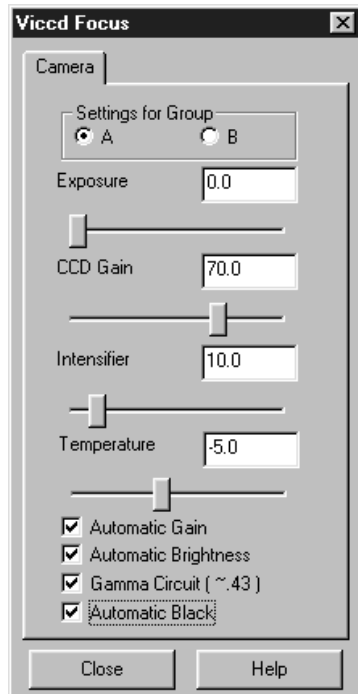 Viccd Focus
Camera
Settings for Group
A B
Exposure 0.0
CCD Gain 70.0
Intensifier 10.0
Temperature -5.0
Automatic Gain
Automatic Brightness
Gamma Circuit ( ~.43 )
Automatic Black
Close Help